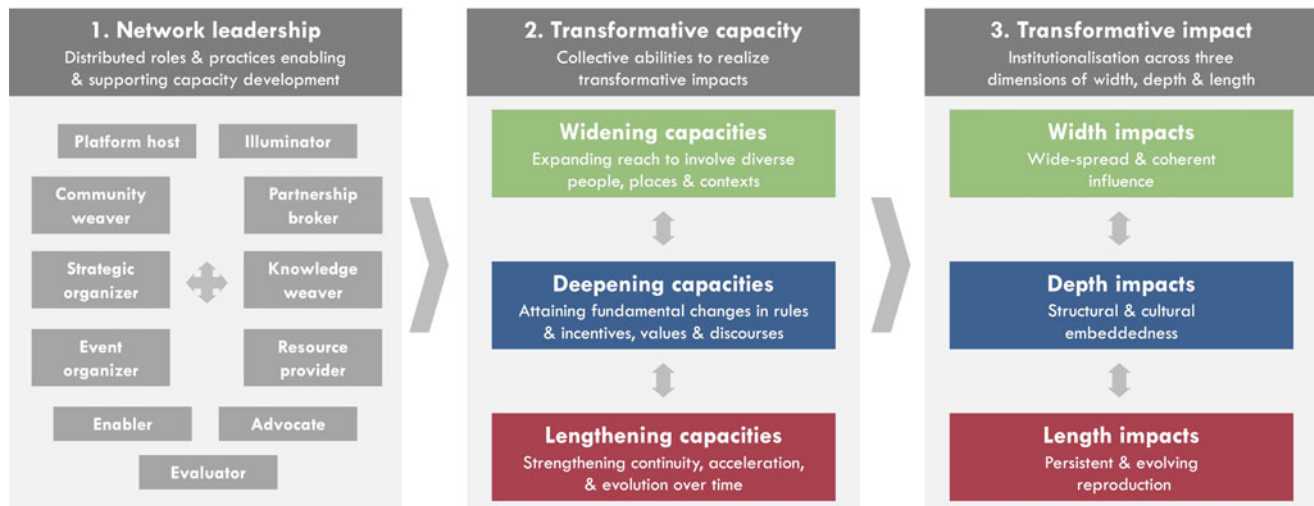 1. Network leadership
Distributed roles & practices enabling
& supporting capacity development
Platform host
Illuminator
Community
weaver
Partnership
broker
Strategic
organizer
Knowledge
weaver
Event
organizer
Resource
provider
Enabler
Advocate
Evaluator
2. Transformative capacity
Collective abilities to realize
transformative impacts
Widening capacities
Expanding reach to involve diverse
people, places & contexts
Deepening capacities
Attaining fundamental changes in rules
& incentives, values & discourses
Lengthening capacities
Strengthening continuity, acceleration,
& evolution over time
3. Transformative impact
Institutionalisation across three
dimensions of width, depth & length
Width impacts
Wide-spread & coherent
influence
Depth impacts
Structural & cultural
embeddedness
Length impacts
Persistent & evolving
reproduction